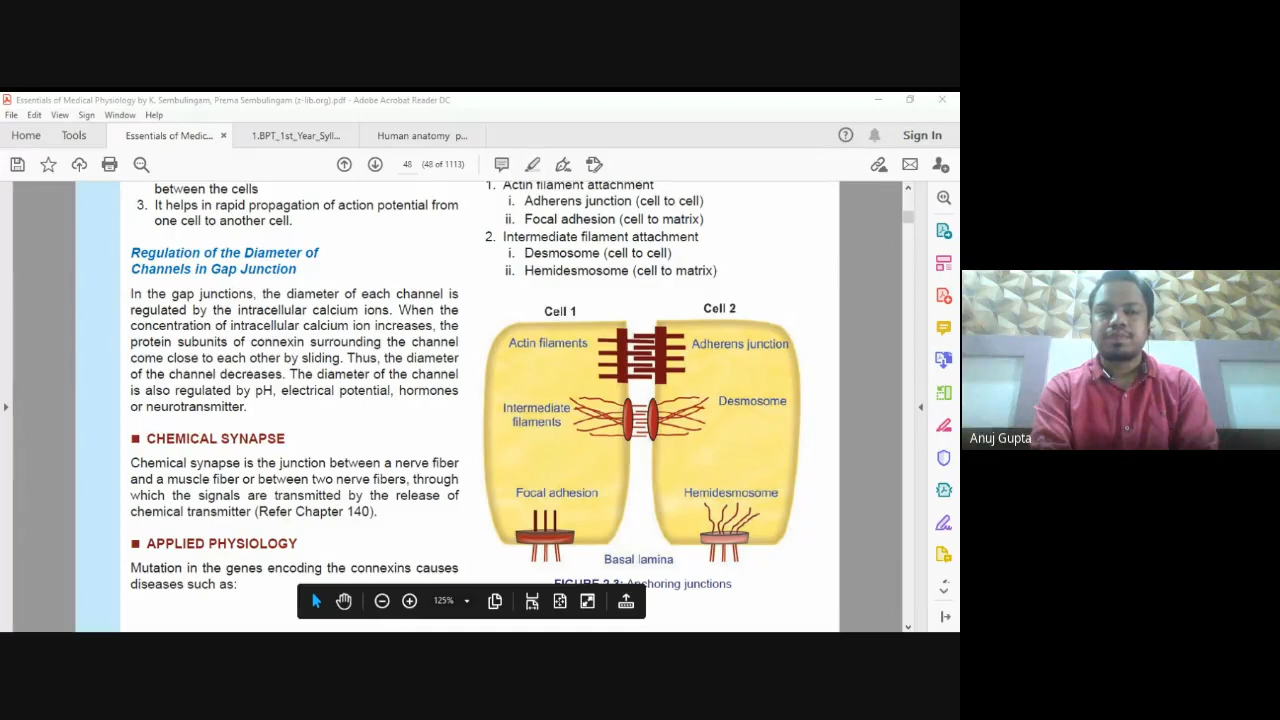 Essentials of Medical Physiology by K. Sembulingam, Prema Sembulingam (z-lib.org).pdf - Adobe Acrobat Reader DC
File Edit View Sign Window Help
Home Tools Essentials of Medic... × 1.BPT_1st_Year_Syll... Human anatomy p... Sign In
48 (48 of 1113)
between the cells
3. It helps in rapid propagation of action potential from
one cell to another cell.
Regulation of the Diameter of
Channels in Gap Junction
In the gap junctions, the diameter of each channel is
regulated by the intracellular calcium ions. When the
concentration of intracellular calcium ion increases, the
protein subunits of connexin surrounding the channel
come close to each other by sliding. Thus, the diameter
of the channel decreases. The diameter of the channel
is also regulated by pH, electrical potential, hormones
or neurotransmitter.
■ CHEMICAL SYNAPSE
Chemical synapse is the junction between a nerve fiber
and a muscle fiber or between two nerve fibers, through
which the signals are transmitted by the release of
chemical transmitter (Refer Chapter 140).
■ APPLIED PHYSIOLOGY
Mutation in the genes encoding the connexins causes
diseases such as:
1. Actin filament attachment
i. Adherens junction (cell to cell)
ii. Focal adhesion (cell to matrix)
2. Intermediate filament attachment
i. Desmosome (cell to cell)
ii. Hemidesmosome (cell to matrix)
Cell 1
Cell 2
Actin filaments
Adherens junction
Intermediate
filaments
Desmosome
Focal adhesion
Hemidesmosome
Basal lamina
FIGURE 2.3: Anchoring junctions
125%
Anuj Gupta